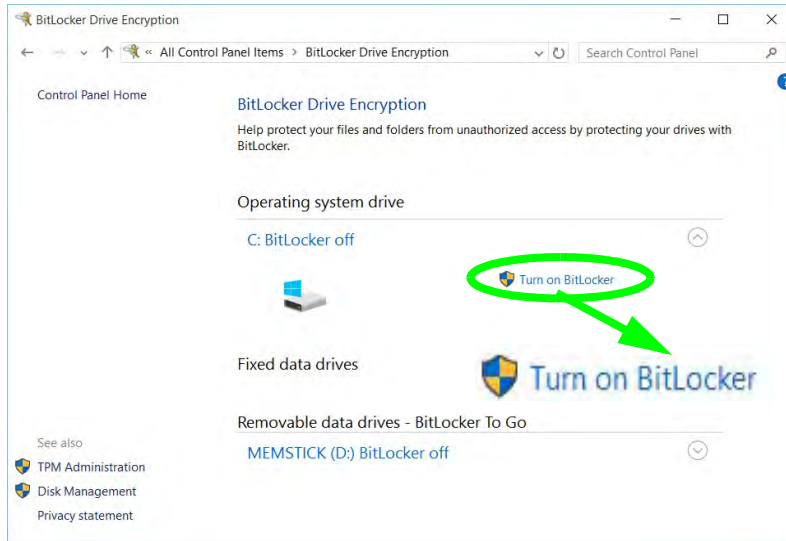 BitLocker Drive Encryption
« All Control Panel Items > BitLocker Drive Encryption
Search Control Panel
?
Control Panel Home
BitLocker Drive Encryption
Help protect your files and folders from unauthorized access by protecting your drives with
BitLocker.
Operating system drive
C: BitLocker off
Turn on BitLocker
Fixed data drives
Turn on BitLocker
Removable data drives - BitLocker To Go
MEMSTICK (D:) BitLocker off
See also
TPM Administration
Disk Management
Privacy statement